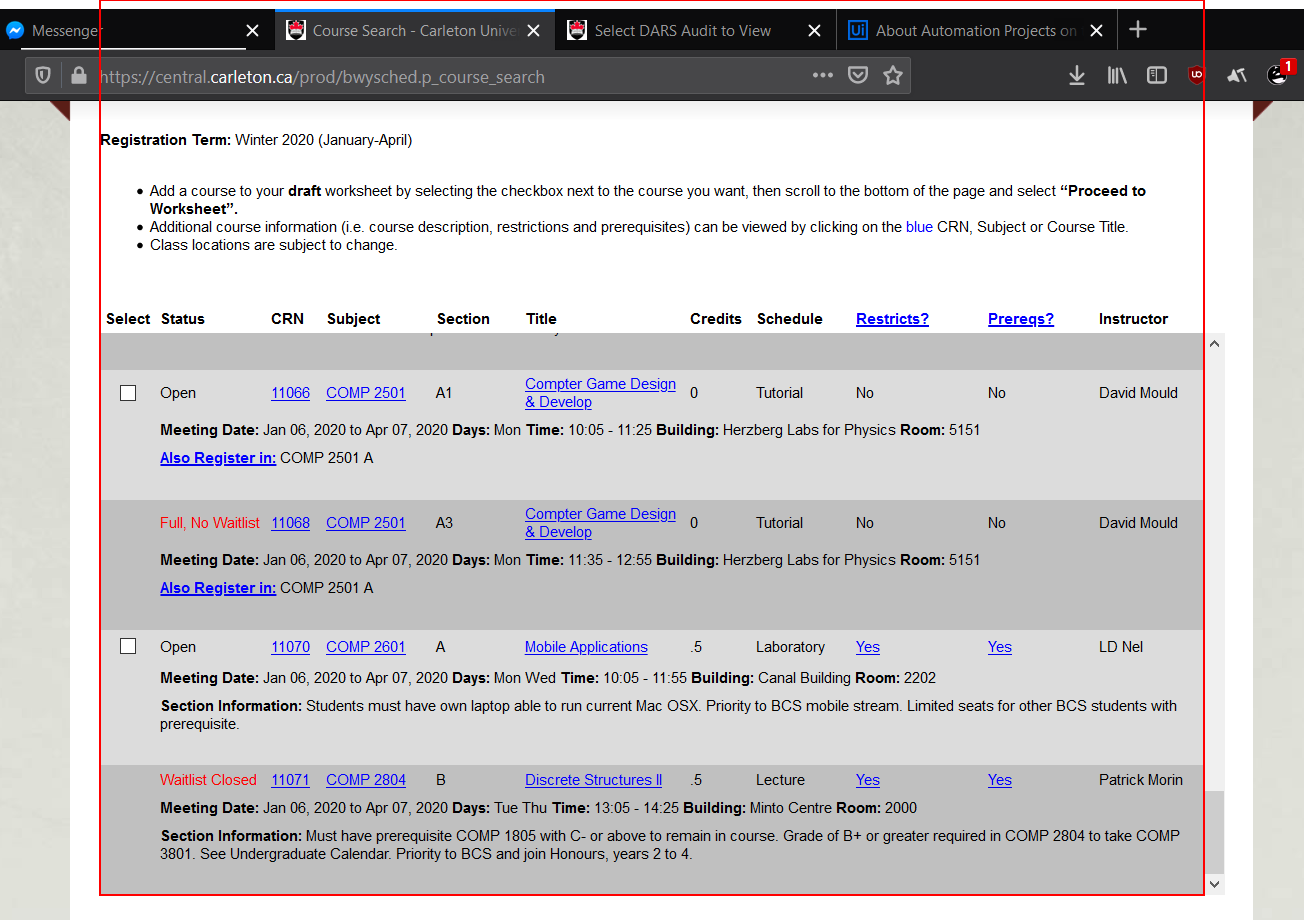 Messenger
Course Search - Carleton Unive
Select DARS Audit to View
About Automation Projects on
https://central.carleton.ca/prod/bwysched.p_course_search
UO
1
Registration Term: Winter 2020 (January-April)
• Add a course to your draft worksheet by selecting the checkbox next to the course you want, then scroll to the bottom of the page and select “Proceed to
Worksheet”.
• Additional course information (i.e. course description, restrictions and prerequisites) can be viewed by clicking on the blue CRN, Subject or Course Title.
• Class locations are subject to change.
Select Status CRN Subject Section Title Credits Schedule Restricts? Prereqs? Instructor
Open 11066 COMP 2501 A1 Compter Game Design 0 Tutorial No No David Mould
& Develop
Meeting Date: Jan 06, 2020 to Apr 07, 2020 Days: Mon Time: 10:05 - 11:25 Building: Herzberg Labs for Physics Room: 5151
Also Register in: COMP 2501 A
Full, No Waitlist 11068 COMP 2501 A3 Compter Game Design 0 Tutorial No No David Mould
& Develop
Meeting Date: Jan 06, 2020 to Apr 07, 2020 Days: Mon Time: 11:35 - 12:55 Building: Herzberg Labs for Physics Room: 5151
Also Register in: COMP 2501 A
Open 11070 COMP 2601 A Mobile Applications .5 Laboratory Yes Yes LD Nel
Meeting Date: Jan 06, 2020 to Apr 07, 2020 Days: Mon Wed Time: 10:05 - 11:55 Building: Canal Building Room: 2202
Section Information: Students must have own laptop able to run current Mac OSX. Priority to BCS mobile stream. Limited seats for other BCS students with
prerequisite.
Waitlist Closed 11071 COMP 2804 B Discrete Structures II .5 Lecture Yes Yes Patrick Morin
Meeting Date: Jan 06, 2020 to Apr 07, 2020 Days: Tue Thu Time: 13:05 - 14:25 Building: Minto Centre Room: 2000
Section Information: Must have prerequisite COMP 1805 with C- or above to remain in course. Grade of B+ or greater required in COMP 2804 to take COMP
3801. See Undergraduate Calendar. Priority to BCS and join Honours, years 2 to 4.